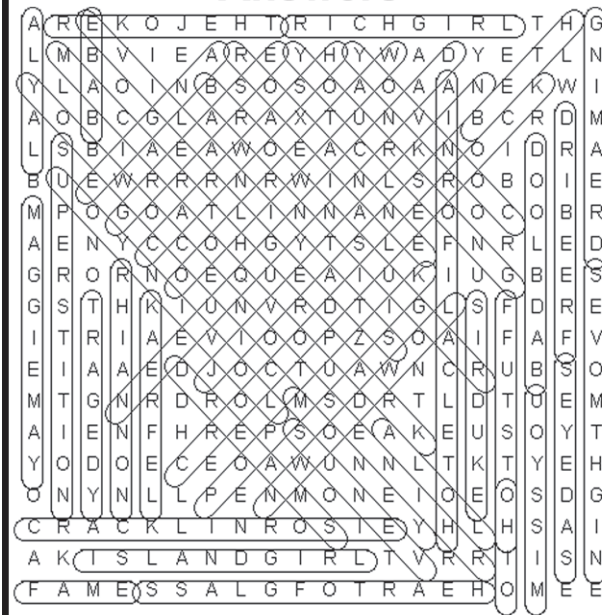 A R E K O J E H T R I C H G I R L T H G
L M B V I E A R E Y H Y W A D Y E T L N
Y L A O I N B S O S O A O A A N E K W I
A O B C G L A R A X T U N V I B C R D M
L S B I A E A W O E A C R K N O I D R A
B U E W R R R N R W I N L S R O B O I E
M P O G O A T L I N N A N E O O C O B R
A E N Y C C O H G Y T S L E F N R L E D
G R O R N O E Q U E A I U K I U G B E S
G S T H K I U N V R D T I G L S F D R E
I T R I A E V I O O P Z S O A I F A F V
E I A A E D J O C T U A W N C R U B S O
M T G N R D R O L M S D R T L D T U E M
A I E N F H R E P S O E A K E U S O Y T
Y O D O E C E O A W U N N L T K T Y E H
O N Y N L L P E N M O N E I O E O S D G
C R A C K L I N R O S I E Y H L H S A I
A K I S L A N D G I R L T V R R T I S N
F A M E S S A L G F O T R A E H O M E E